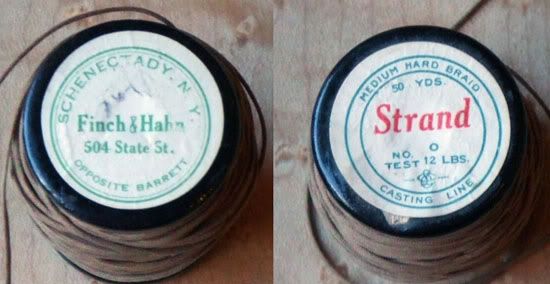 SCHENECTADY, N.Y.
Finch & Hahn
504 State St.
OPPOSITE BARRETT
MEDIUM HARD BRAID
50 YDS.
Strand
NO. O
TEST 12 LBS.
CASTING LINE